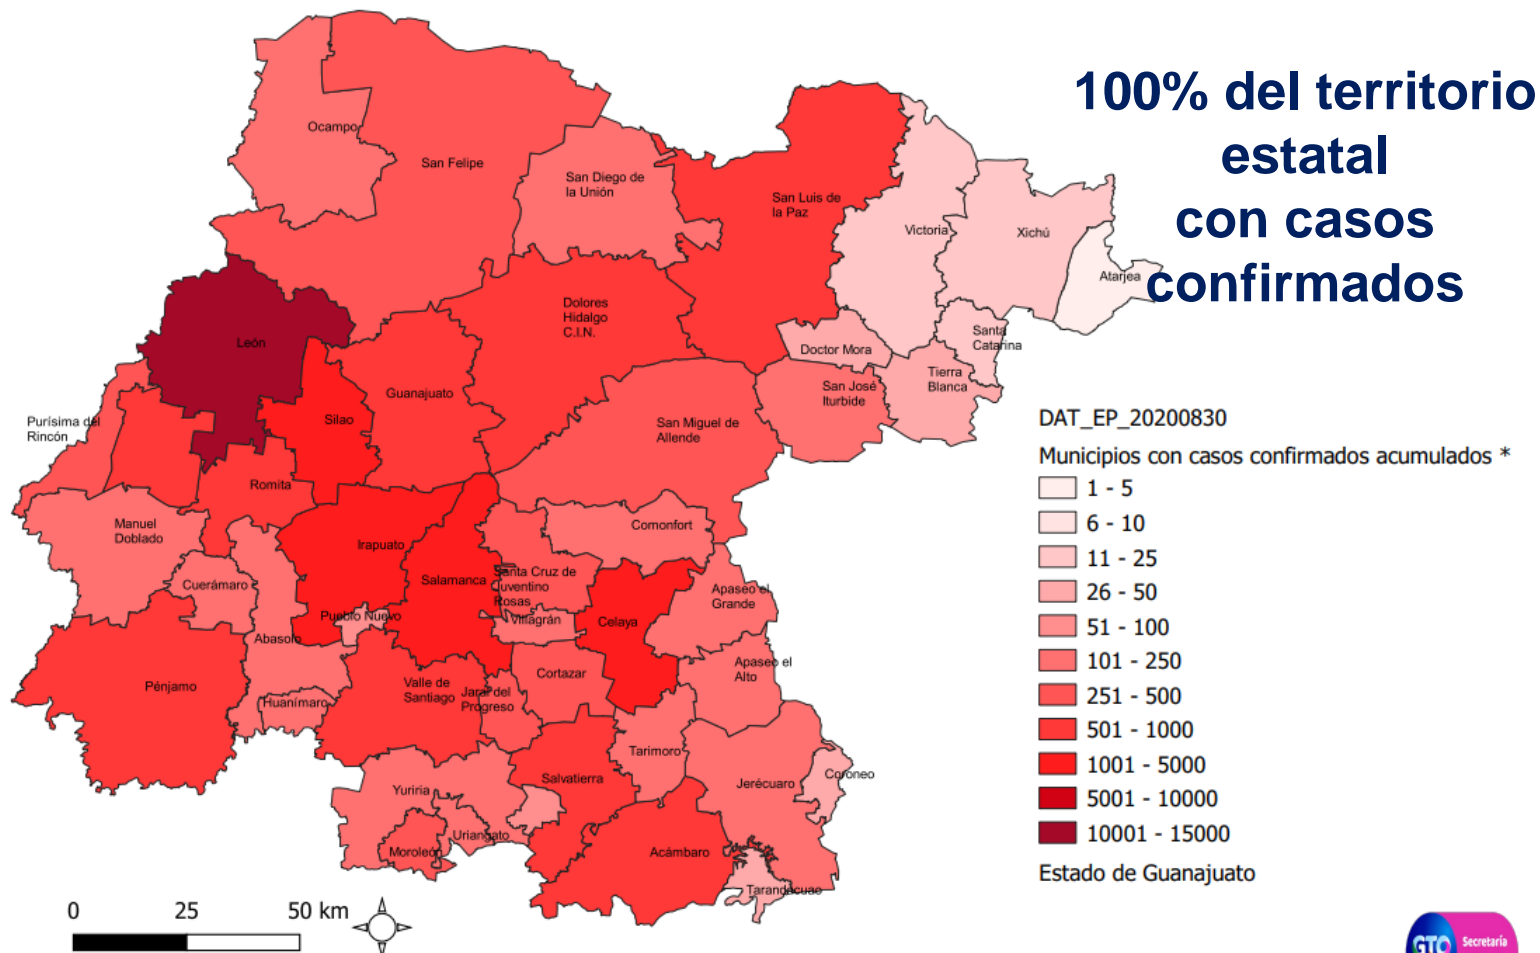 100% del territorio
estatal
con casos
confirmados
Ocampo
San Felipe
San Diego de
la Unión
San Luis de
la Paz
Victoria
Xichú
Atarjea
Dolores
Hidalgo
C.I.N.
León
Santa
Catarina
Doctor Mora
Tierra
Blanca
Guanajuato
San José
Iturbide
Silao
Purísima del
Rincón
San Miguel de
Allende
Romita
Manuel
Doblado
Comonfort
Irapuato
Salamanca
Santa Cruz de
Juventino
Rosas
Cuerámaro
Apaseo el
Grande
Pueblo Nuevo
Villagrán
Celaya
Abasolo
Apaseo el
Alto
Cortazar
Pénjamo
Valle de
Santiago
Jaral del
Progreso
Huanímaro
Tarimoro
Salvatierra
Jerécuaro
Coroneo
Yuriria
Uriangato
Moroleón
Acámbaro
Tarandacuao
DAT_EP_20200830
Municipios con casos confirmados acumulados *
1 - 5
6 - 10
11 - 25
26 - 50
51 - 100
101 - 250
251 - 500
501 - 1000
1001 - 5000
5001 - 10000
10001 - 15000
Estado de Guanajuato
0 25 50 km
GTO Secretaría